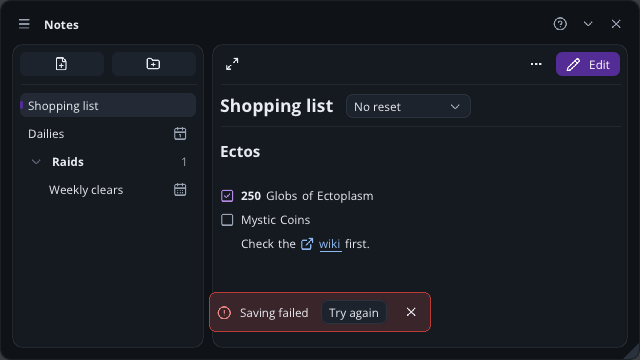 Notes
Edit
Shopping list
Shopping list
No reset
Dailies
Raids
1
Weekly clears
Ectos
250 Globs of Ectoplasm
Mystic Coins
Check the wiki first.
Saving failed
Try again